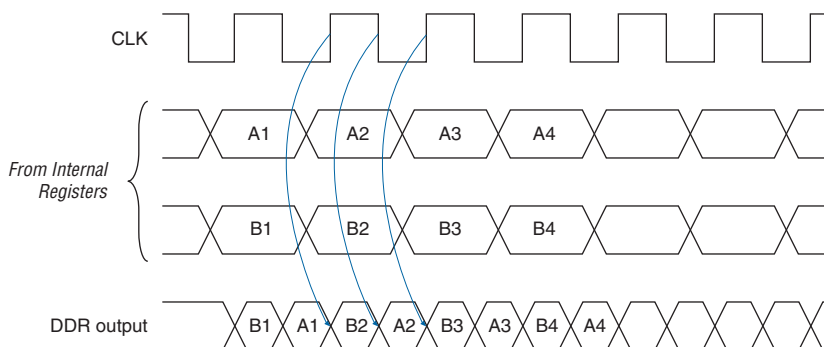 CLK
A1 A2 A3 A4
From Internal
Registers
B1 B2 B3 B4
DDR output B1 A1 B2 A2 B3 A3 B4 A4